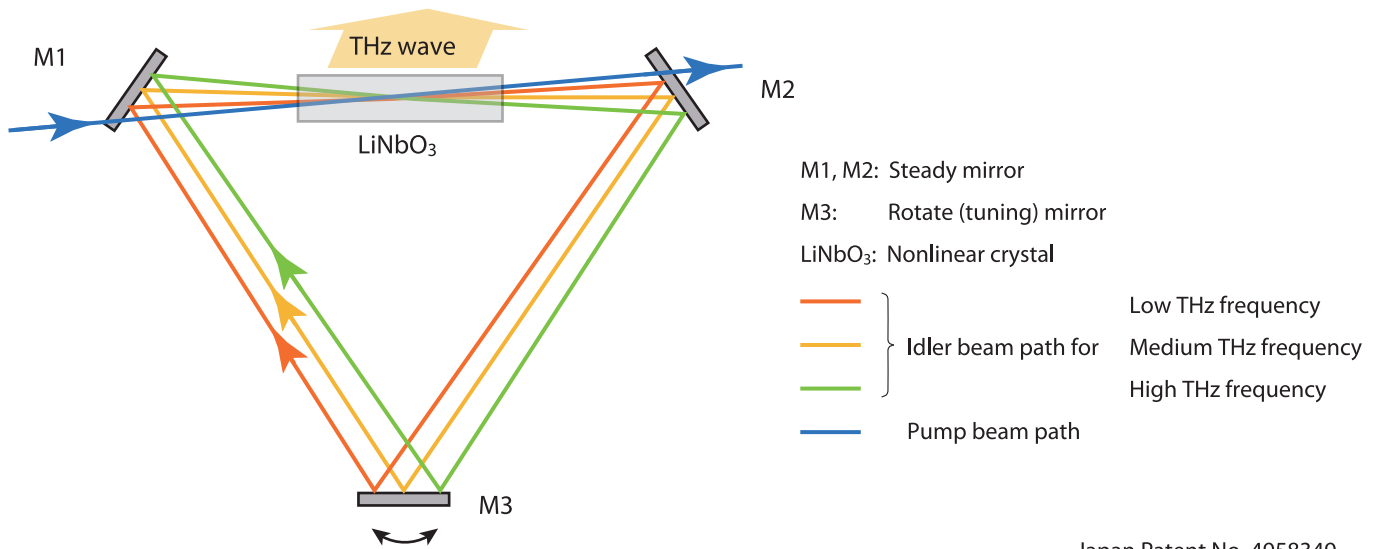 THz wave
M1
M2
LiNbO₃
M1, M2: Steady mirror
M3: Rotate (tuning) mirror
LiNbO₃: Nonlinear crystal
Low THz frequency
Idler beam path for Medium THz frequency
High THz frequency
Pump beam path
M3